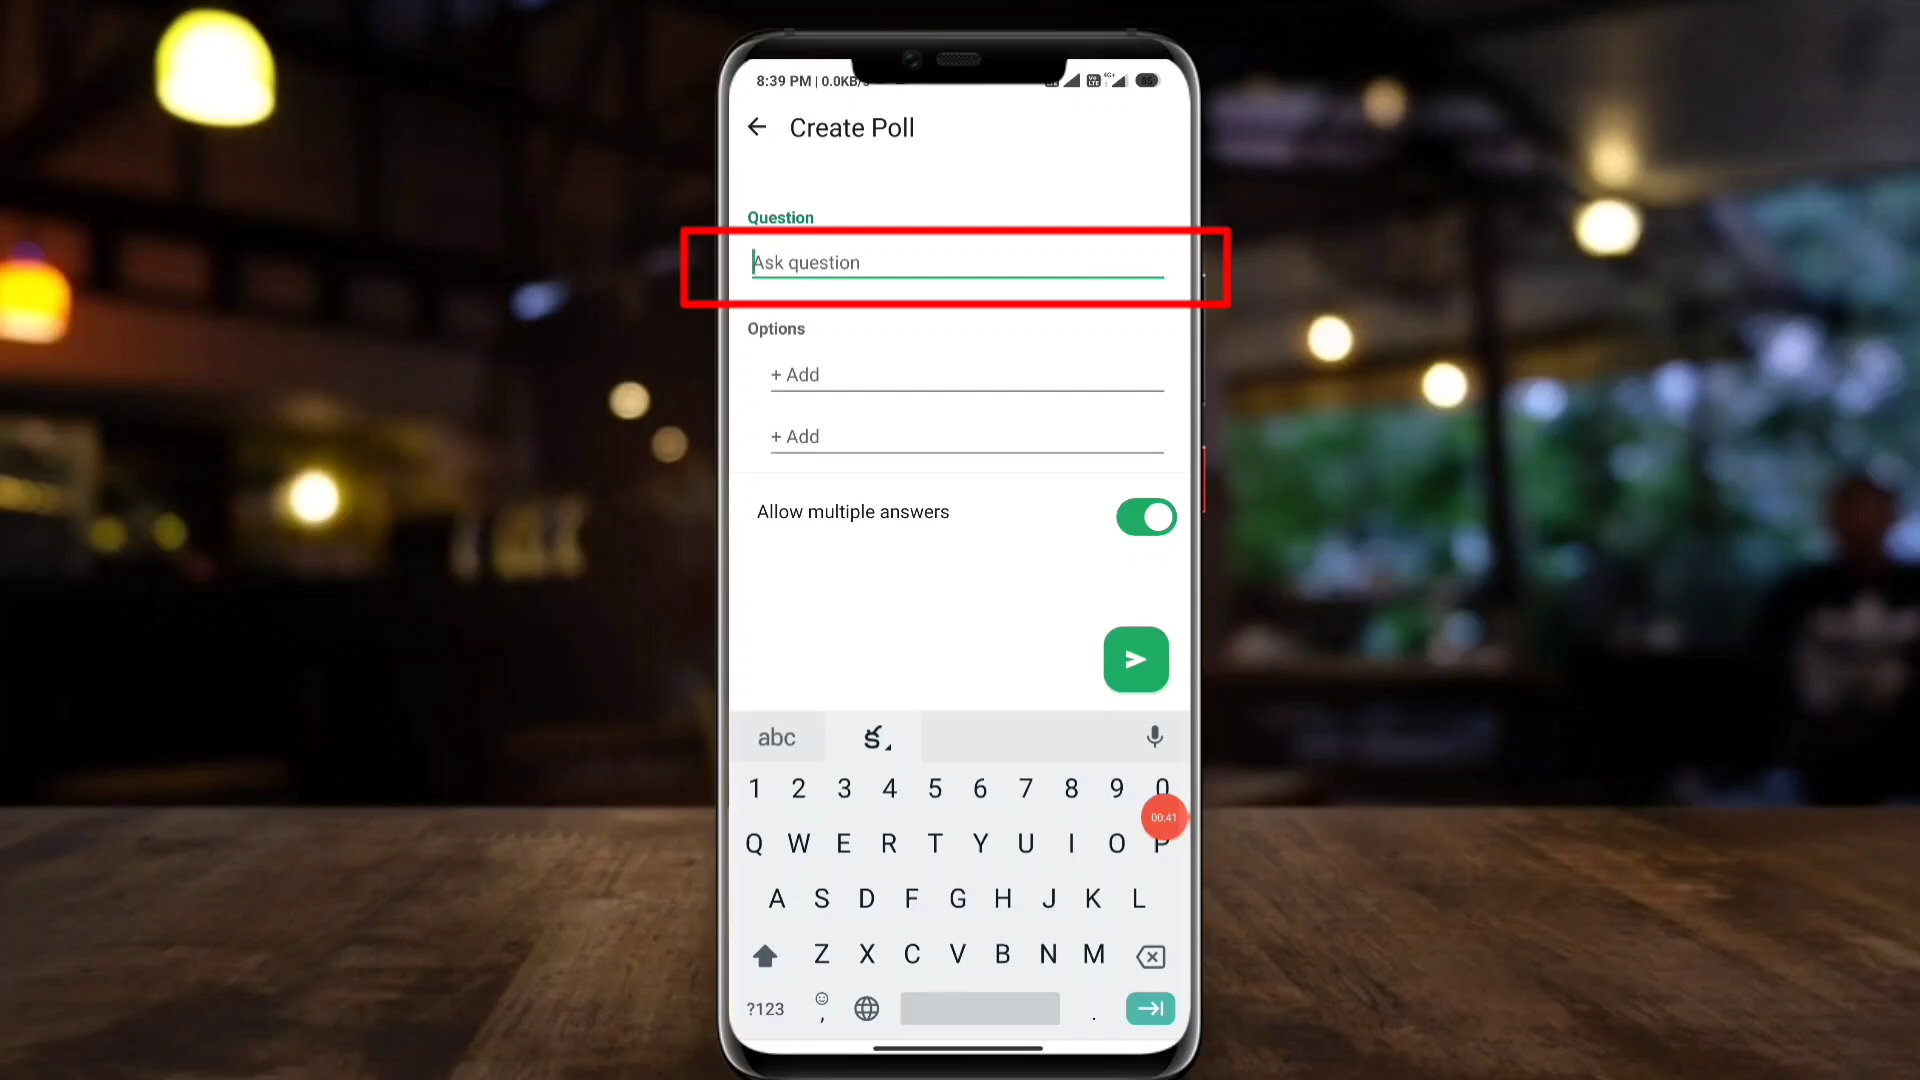 8:39 PM | 0.0KB/s
Create Poll
Question
Ask question
Options
+ Add
+ Add
Allow multiple answers
abc క
1 2 3 4 5 6 7 8 9 0
00:41
Q W E R T Y U I O P
A S D F G H J K L
Z X C V B N M
?123 , .